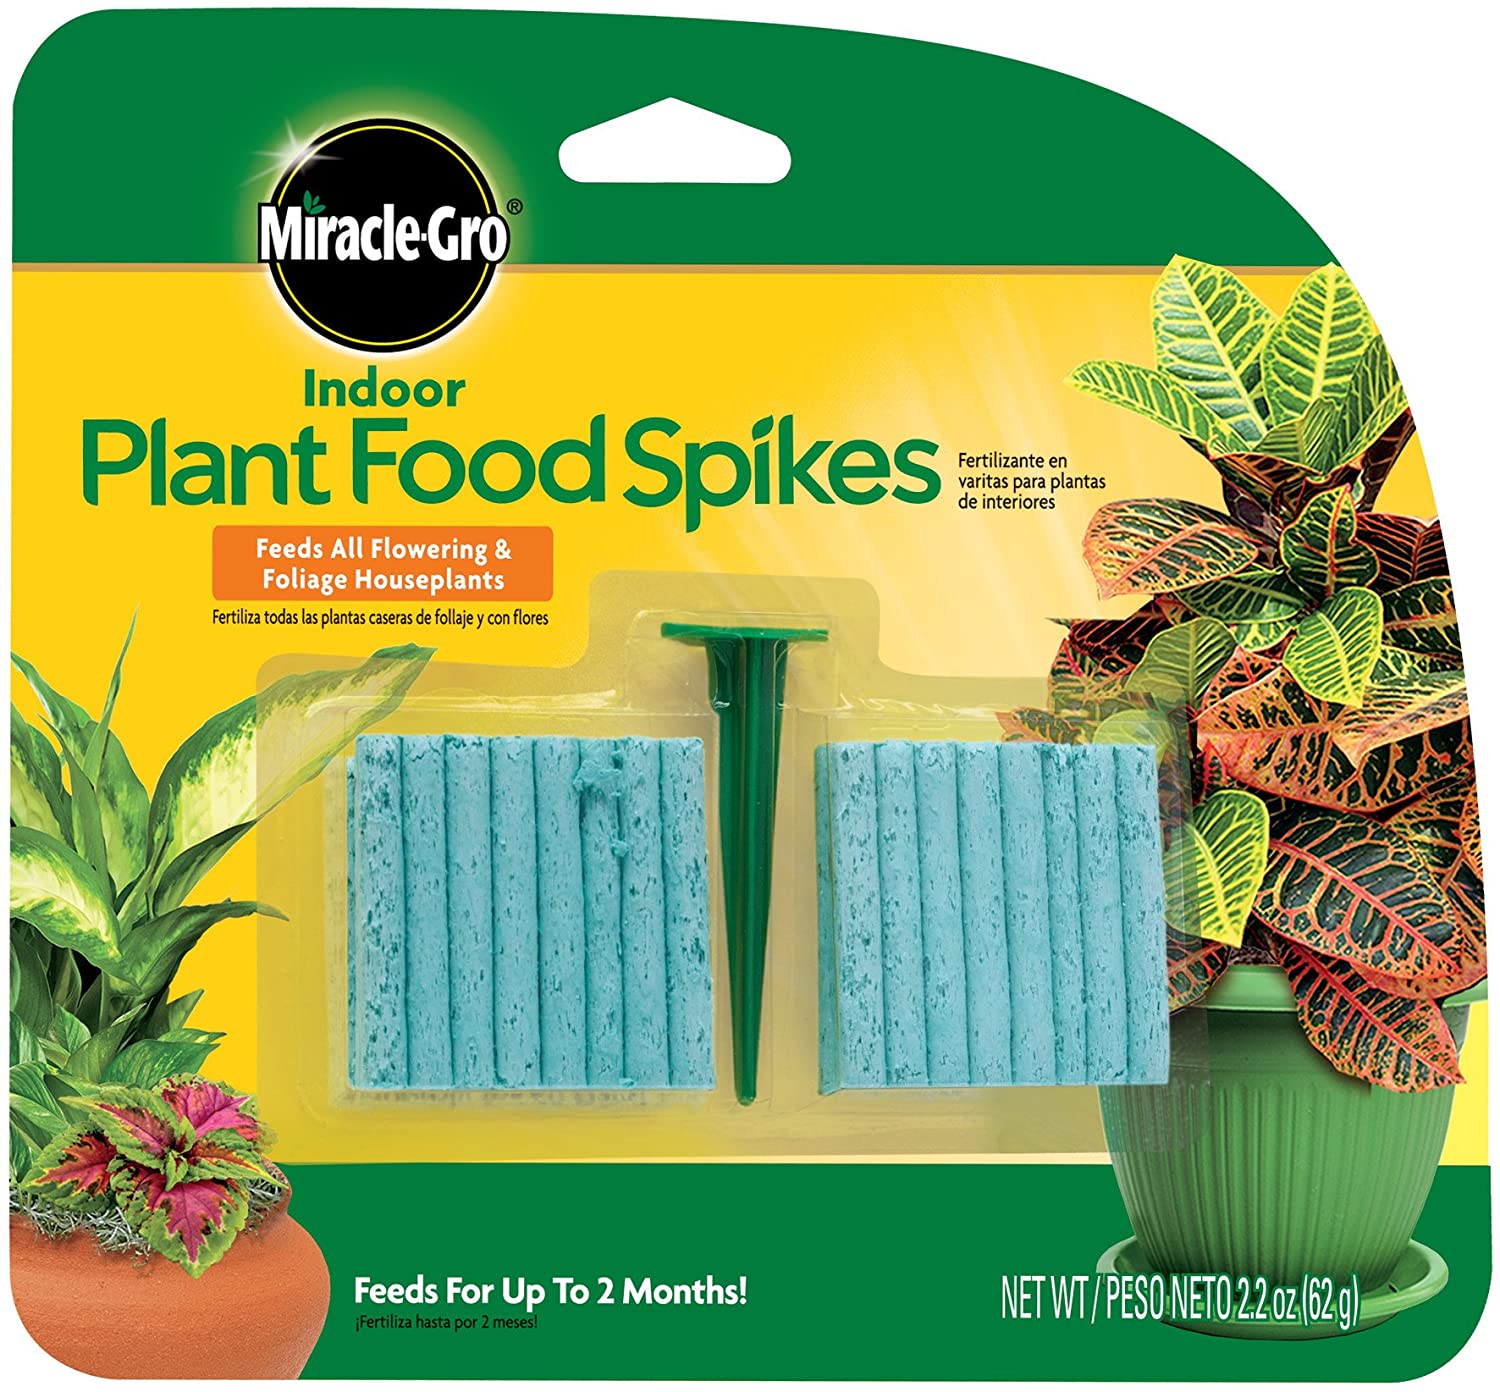 Miracle-Gro®
Indoor
Plant Food Spikes
Fertilizante en
varitas para plantas
de interiores
Feeds All Flowering &
Foliage Houseplants
Fertiliza todas las plantas caseras de follaje y con flores
Feeds For Up To 2 Months!
¡Fertiliza hasta por 2 meses!
NET WT / PESO NETO 2.2 oz (62 g)